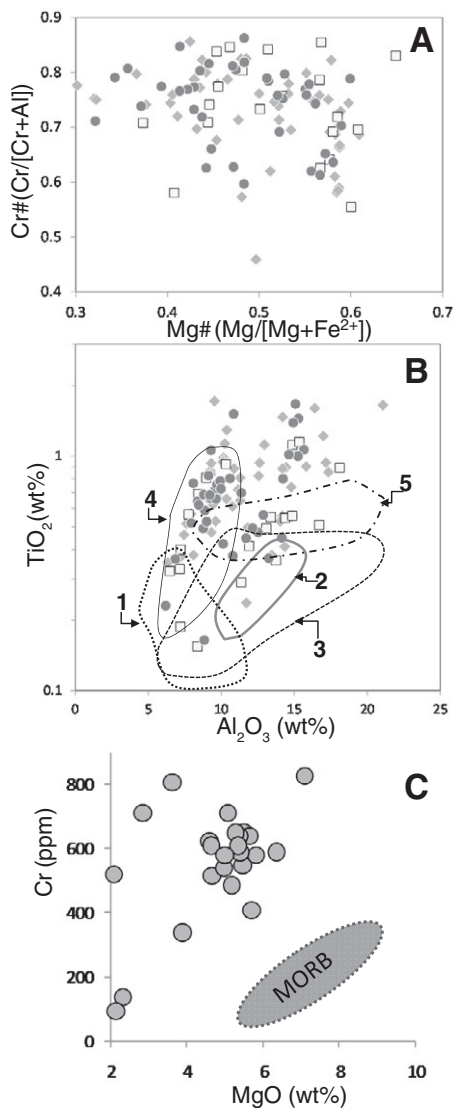 A
0.9
0.8
0.7
0.6
0.5
0.4
Cr#(Cr/[Cr+Al])
0.3 0.4 0.5 0.6 0.7
Mg#(Mg/[Mg+Fe²⁺])
B
1
0.1
TiO₂(wt%)
4
5
1
2
3
0 5 10 15 20 25
Al₂O₃ (wt%)
C
800
600
400
200
0
Cr (ppm)
MORB
2 4 6 8 10
MgO (wt%)